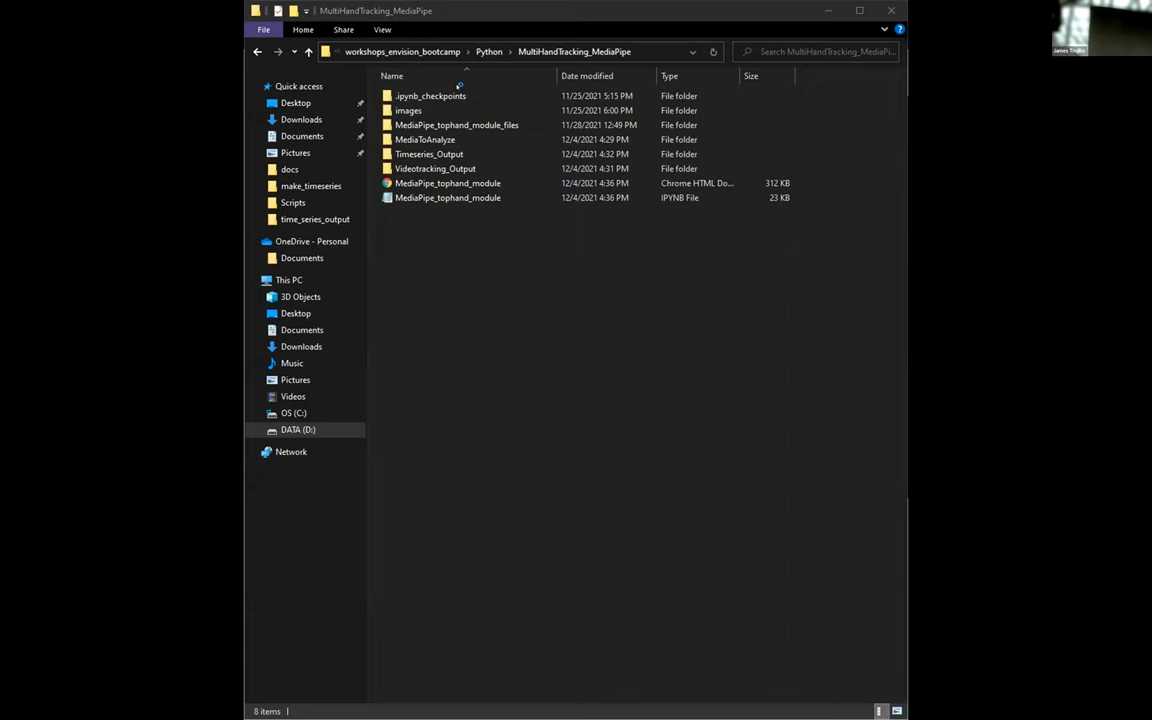 MultiHandTracking_MediaPipe
File Home Share View
workshops_envision_bootcamp › Python › MultiHandTracking_MediaPipe
Search MultiHandTracking_MediaPi...
James Trujillo
Name Date modified Type Size
Quick access
Desktop
Downloads
Documents
Pictures
docs
make_timeseries
Scripts
time_series_output
OneDrive - Personal
Documents
This PC
3D Objects
Desktop
Documents
Downloads
Music
Pictures
Videos
OS (C:)
DATA (D:)
Network
.ipynb_checkpoints 11/25/2021 5:15 PM File folder
images 11/25/2021 6:00 PM File folder
MediaPipe_tophand_module_files 11/28/2021 12:49 PM File folder
MediaToAnalyze 12/4/2021 4:29 PM File folder
Timeseries_Output 12/4/2021 4:32 PM File folder
Videotracking_Output 12/4/2021 4:31 PM File folder
MediaPipe_tophand_module 12/4/2021 4:36 PM Chrome HTML Do... 312 KB
MediaPipe_tophand_module 12/4/2021 4:36 PM IPYNB File 23 KB
8 items